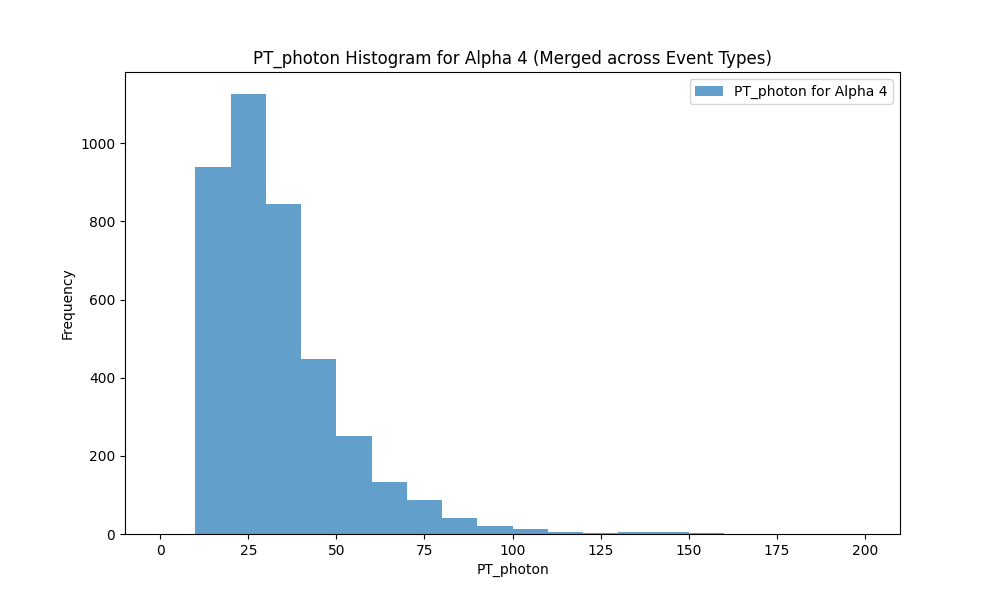 PT_photon Histogram for Alpha 4 (Merged across Event Types)
PT_photon for Alpha 4
Frequency
1000
800
600
400
200
0
0 25 50 75 100 125 150 175 200
PT_photon